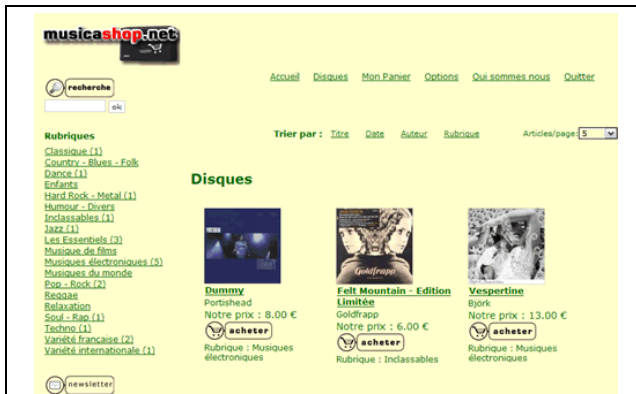 musicashop.net
recherche
ok
Accueil Disques Mon Panier Options Qui sommes nous Quitter
Trier par : Titre Date Auteur Rubrique Articles/page: 5
Rubriques
Classique (1)
Country - Blues - Folk
Dance (1)
Enfants
Hard Rock - Metal (1)
Humour - Divers
Inclassables (1)
Jazz (1)
Les Essentiels (3)
Musique de films
Musiques électroniques (5)
Musiques du monde
Pop - Rock (2)
Reggae
Relaxation
Soul - Rap (1)
Techno (1)
Variété française (2)
Variété internationale (1)
newsletter
Disques
Dummy
Portishead
Notre prix : 8.00 €
acheter
Rubrique : Musiques
électroniques
Goldfrapp
Felt Mountain - Edition
Limitée
Goldfrapp
Notre prix : 6.00 €
acheter
Rubrique : Inclassables
Vespertine
Björk
Notre prix : 13.00 €
acheter
Rubrique : Musiques
électroniques